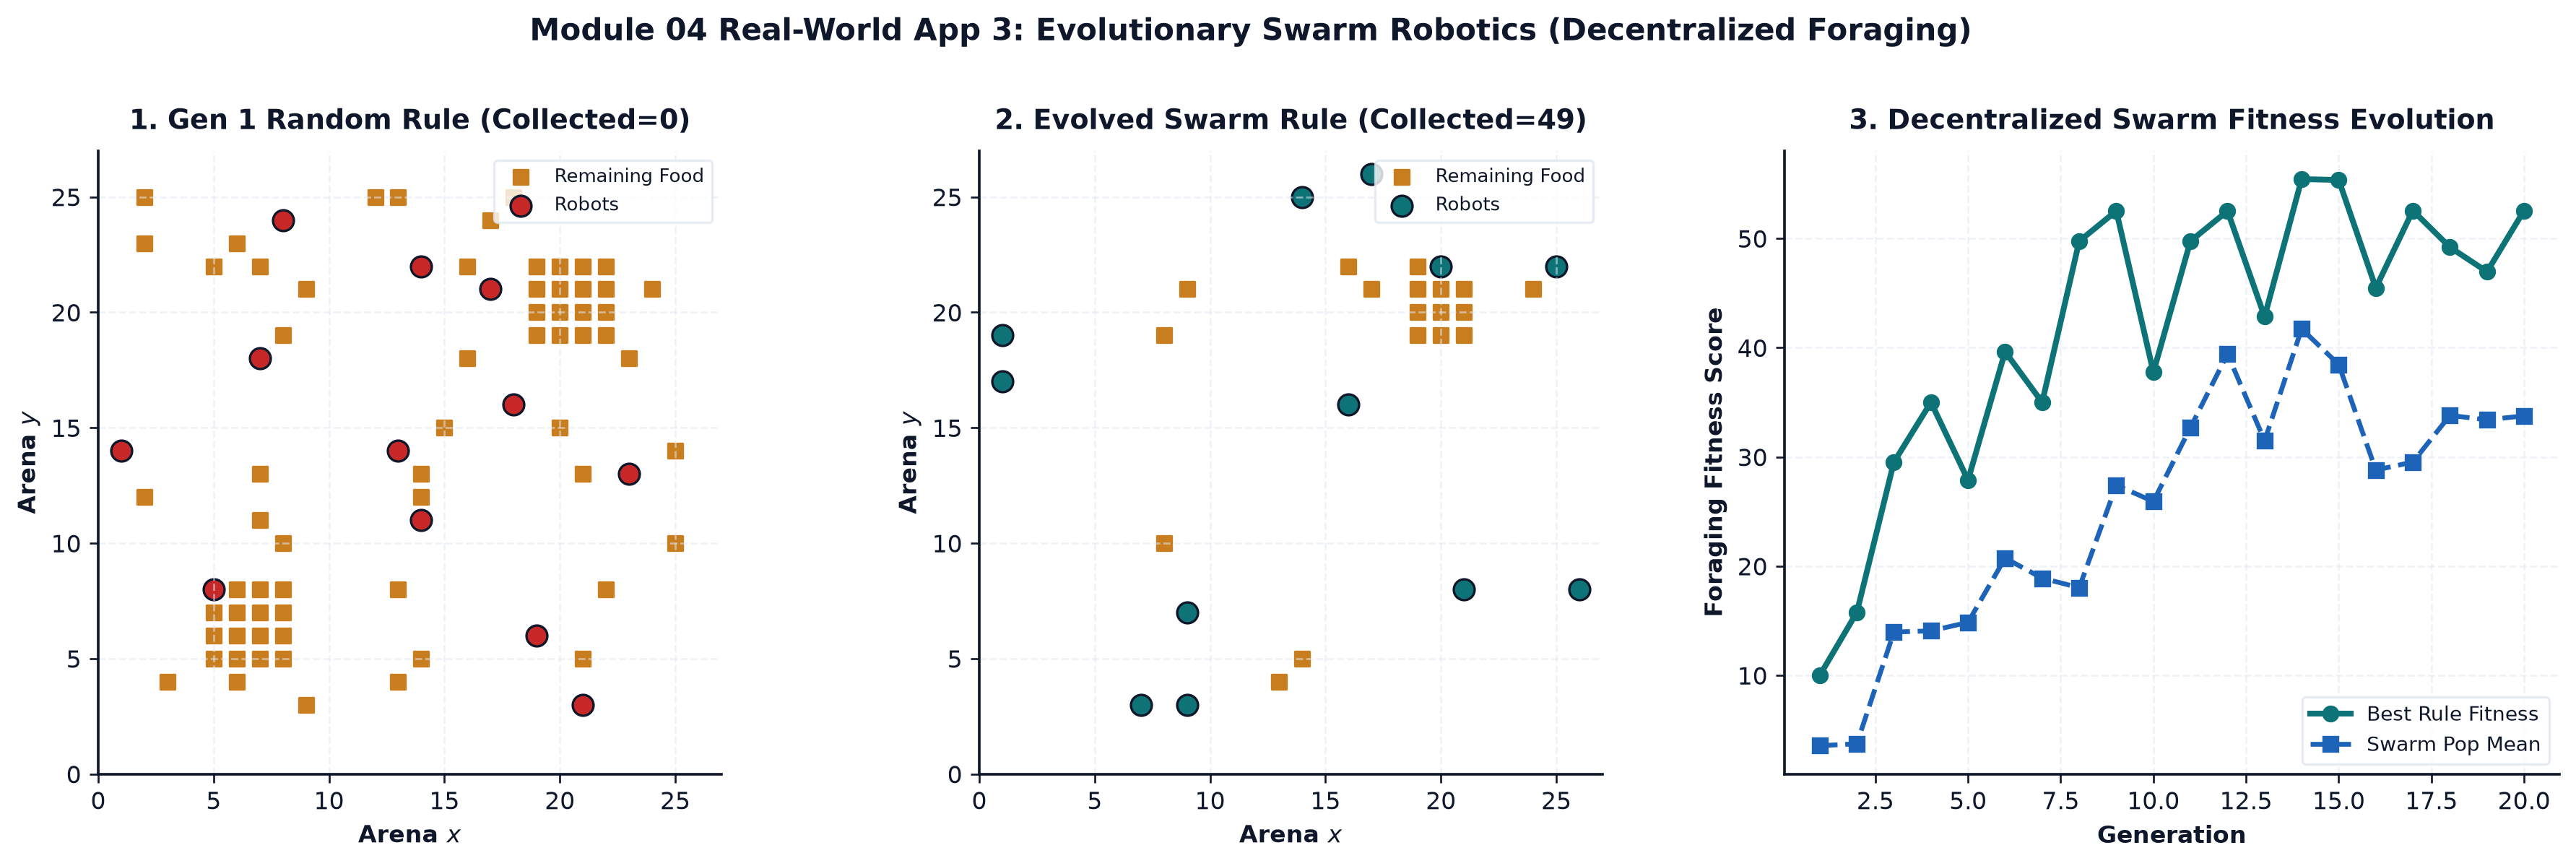 Module 04 Real-World App 3: Evolutionary Swarm Robotics (Decentralized Foraging)
1. Gen 1 Random Rule (Collected=0)
Remaining Food
Robots
25
20
15
10
5
0
Arena y
0 5 10 15 20 25
Arena x
2. Evolved Swarm Rule (Collected=49)
Remaining Food
Robots
25
20
15
10
5
0
Arena y
0 5 10 15 20 25
Arena x
3. Decentralized Swarm Fitness Evolution
50
40
30
20
10
Foraging Fitness Score
Best Rule Fitness
Swarm Pop Mean
2.5 5.0 7.5 10.0 12.5 15.0 17.5 20.0
Generation